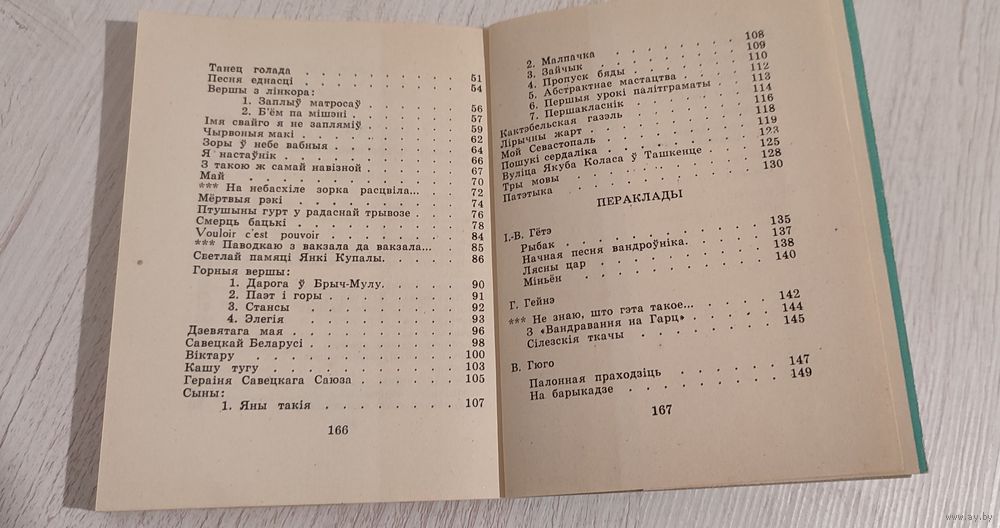 Танец голада . . . . . . . . . . 51
Песня еднасці . . . . . . . . . . 54
Вершы з лінкора:
1. Заплыў матросаў . . . . . . . 56
2. Б'ём па мішэні . . . . . . . 57
Імя свайго я не заплямiў . . . . . 59
Чырвоныя макі . . . . . . . . . 62
Зоры ў небе вабныя . . . . . . . 64
Я настаўнік . . . . . . . . . . 66
З такою ж самай навізной . . . . . 67
Май . . . . . . . . . . . . 70
*** На небасхіле зорка расцвіла... . . . 72
Мёртвыя рэкі . . . . . . . . . 74
Птушыны гурт у радаснай трывозе . . . 76
Смерць бацькі . . . . . . . . . 78
Vouloir c'est pouvoir . . . . . . . 84
*** Паводкаю з вакзала да вакзала... . . 85
Светлай памяці Янкі Купалы. . . . . 86
Горныя вершы:
1. Дарога ў Брыч-Мулу. . . . . . 90
2. Паэт і горы . . . . . . . . 91
3. Стансы . . . . . . . . . 92
4. Элегія . . . . . . . . . 93
Дзевятага мая . . . . . . . . . 96
Савецкай Беларусі . . . . . . . . 98
Віктару . . . . . . . . . . . 100
Кашу тугу . . . . . . . . . . 103
Гераіня Савецкага Саюза . . . . . . 105
Сыны:
1. Яны такія . . . . . . . . 107
166
2. Малпачка . . . . . . . . 108
3. Зайчык . . . . . . . . . 109
4. Пропуск бяды . . . . . . . 110
5. Абстрактнае мастацтва . . . . . 112
6. Першыя урокі палітграматы . . . 113
7. Першакласнік . . . . . . . 114
Кактэбельская газэль . . . . . . . 116
Лірычны жарт . . . . . . . . . 118
Мой Севастопаль . . . . . . . . 119
Пошукі сердаліка . . . . . . . . 123
Вуліца Якуба Коласа ў Ташкенце . . . 125
Тры мовы . . . . . . . . . . 128
Патэтыка . . . . . . . . . . 130
ПЕРАКЛАДЫ
І.-В. Гётэ
Рыбак . . . . . . . . . . . 135
Начная песня вандроўніка. . . . . . 137
Лясны цар . . . . . . . . . . 138
Міньён . . . . . . . . . . . 140
Г. Гейнэ
*** Не знаю, што гэта такое... . . . . 142
З «Вандравання на Гарц» . . . . . 144
Сілезскія ткачы . . . . . . . . 145
В. Гюго
Палонная праходзіць . . . . . . . 147
На барыкадзе . . . . . . . . . 149
167
www.ay.by